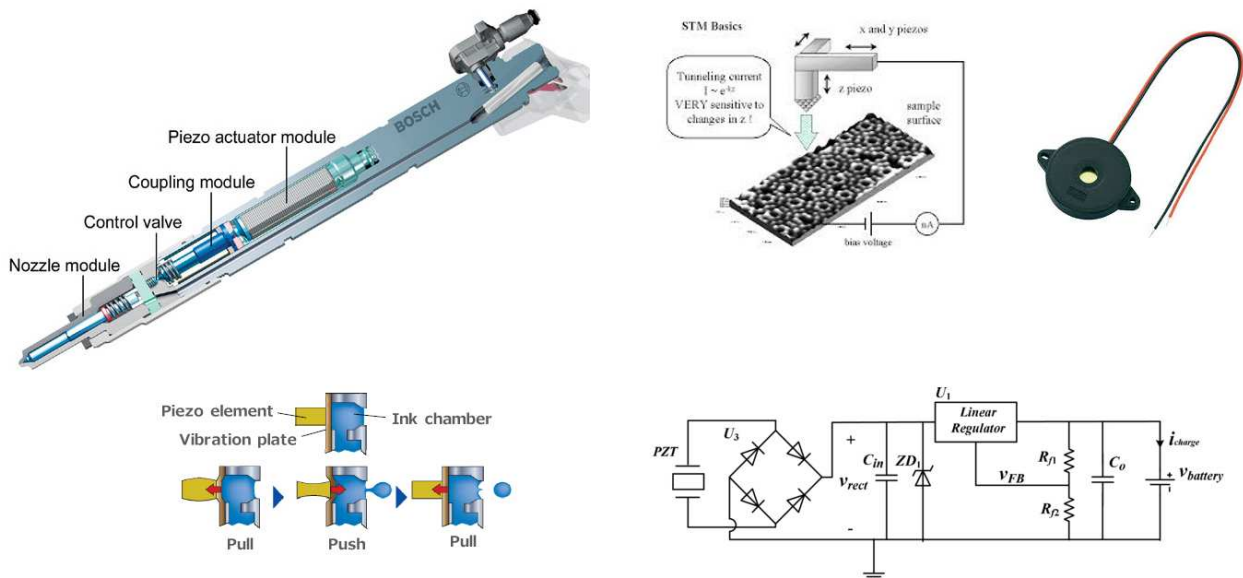 BOSCH
Piezo actuator module
Coupling module
Control valve
Nozzle module
STM Basics
Tunneling current
I ~ e^-kz
VERY sensitive to
changes in z !
x and y piezos
z piezo
sample
surface
bias voltage
nA
Piezo element
Ink chamber
Vibration plate
Pull
Push
Pull
U1
Linear
Regulator
PZT
U3
+
vrect
-
Cin
ZD1
vFB
Rf1
Rf2
Co
icharge
+
vbattery
-